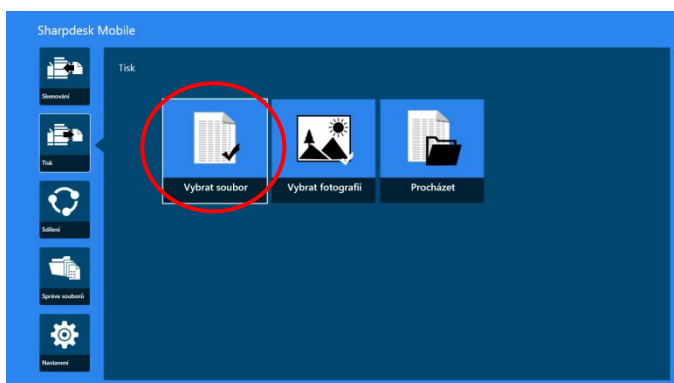 Sharpdesk Mobile
Skenování
Tisk
Tisk
Vybrat soubor
Vybrat fotografii
Procházet
Sdílení
Správa souborů
Nastavení